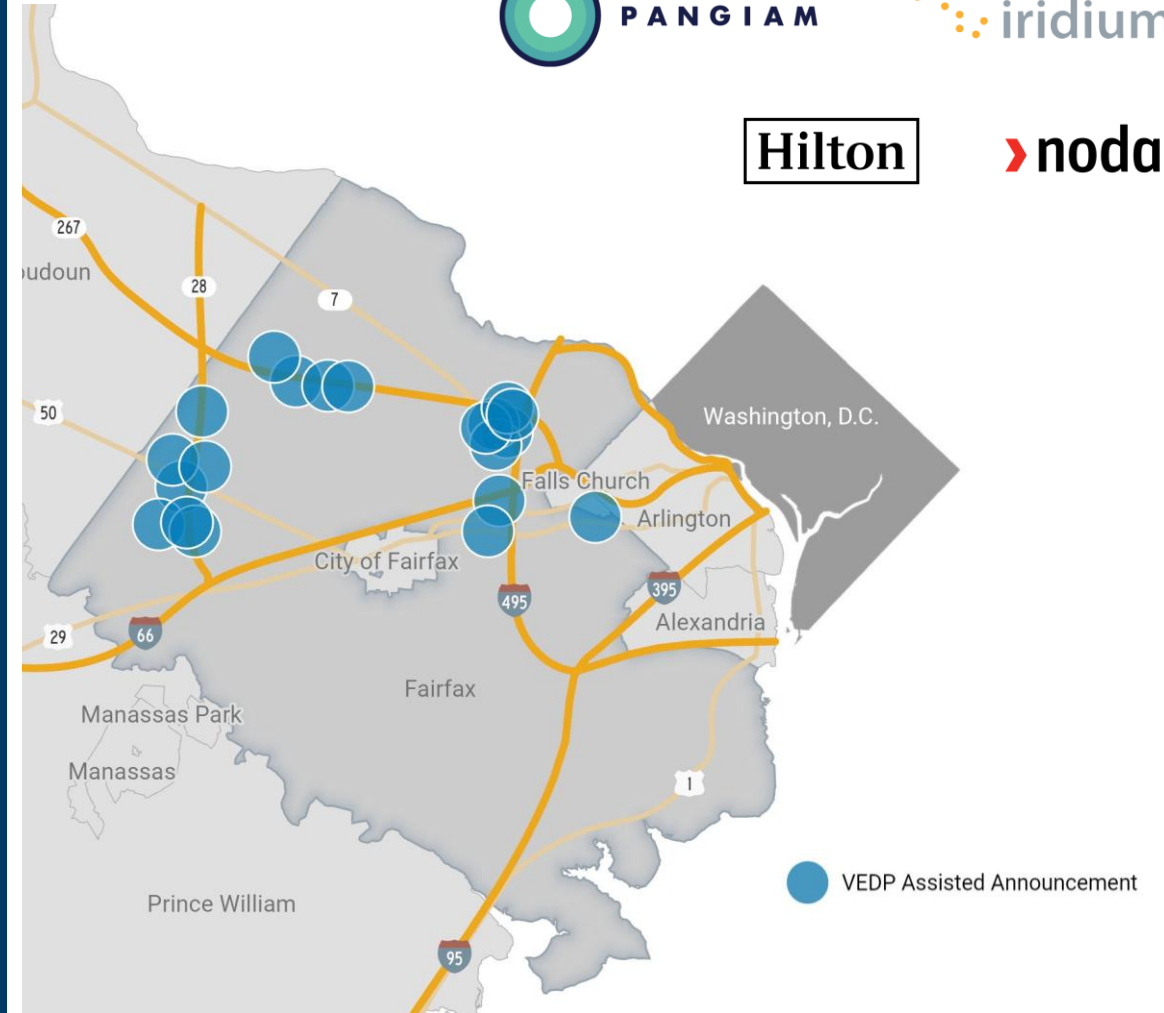 PANGIAM
iridium
Hilton
noda
267
oudoun
28
7
50
Washington, D.C.
Falls Church
Arlington
City of Fairfax
495
395
Alexandria
29
66
Fairfax
Manassas Park
Manassas
1
VEDP Assisted Announcement
Prince William
95